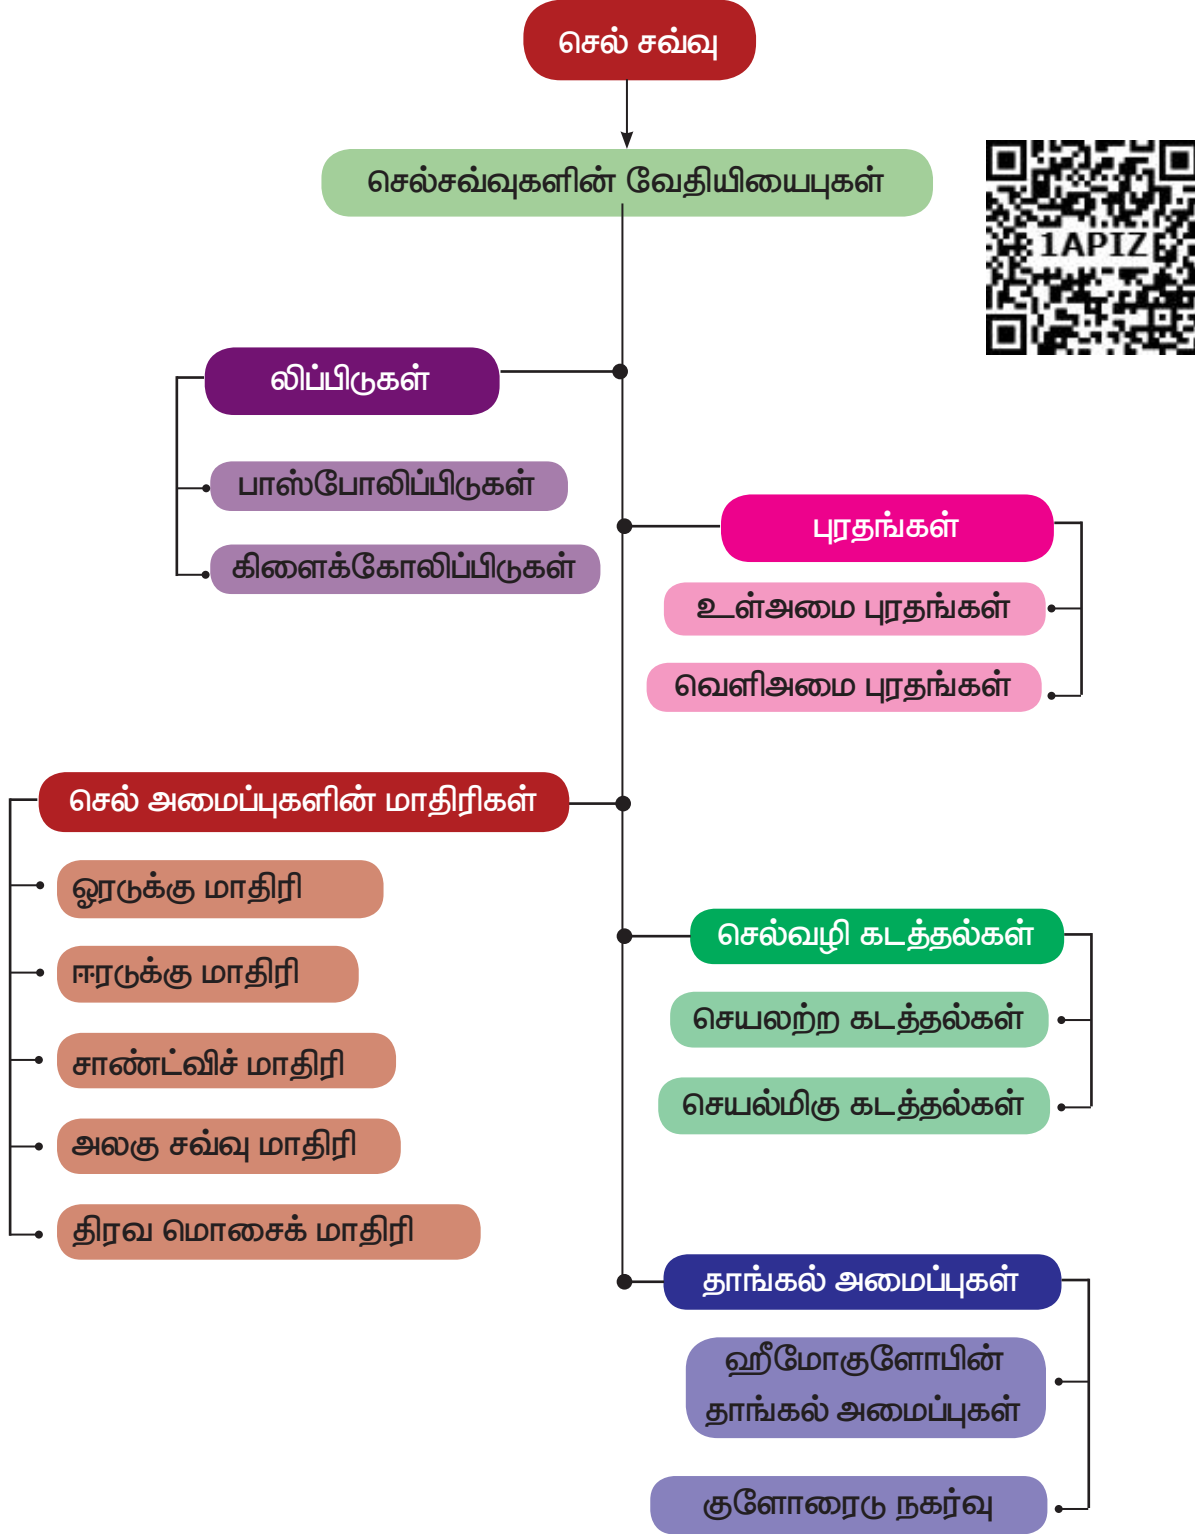 செல் சவ்வு
செல்சவ்வுகளின் வேதியியைபுகள்
1APIZ
லிப்பிடுகள்
பாஸ்போலிப்பிடுகள்
கிளைக்கோலிப்பிடுகள்
புரதங்கள்
உள்அமை புரதங்கள்
வெளிஅமை புரதங்கள்
செல் அமைப்புகளின் மாதிரிகள்
ஓரடுக்கு மாதிரி
ஈரடுக்கு மாதிரி
சாண்ட்விச் மாதிரி
அலகு சவ்வு மாதிரி
திரவ மொசைக் மாதிரி
செல்வழி கடத்தல்கள்
செயலற்ற கடத்தல்கள்
செயல்மிகு கடத்தல்கள்
தாங்கல் அமைப்புகள்
ஹீமோகுளோபின்
தாங்கல் அமைப்புகள்
குளோரைடு நகர்வு